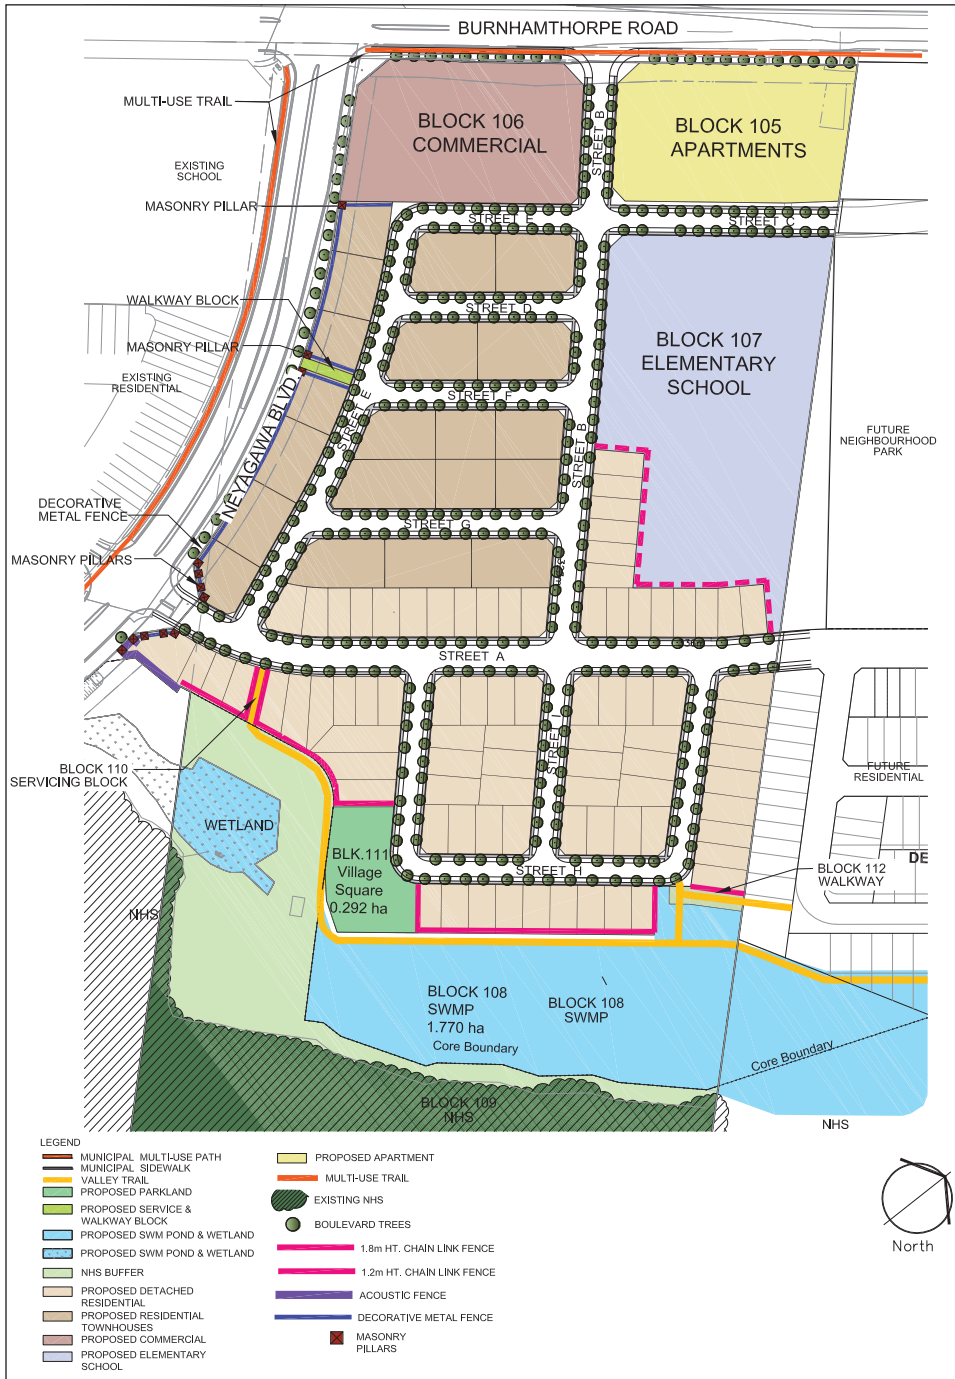 BURNHAMTHORPE ROAD
MULTI-USE TRAIL
BLOCK 106
COMMERCIAL
STREET B
BLOCK 105
APARTMENTS
EXISTING
SCHOOL
MASONRY PILLAR
STREET E
STREET C
WALKWAY BLOCK
STREET D
MASONRY PILLAR
BLOCK 107
ELEMENTARY
SCHOOL
EXISTING
RESIDENTIAL
NEYAGAWA BLVD
STREET E
STREET F
STREET B
FUTURE
NEIGHBOURHOOD
PARK
DECORATIVE
METAL FENCE
STREET G
MASONRY PILLARS
STREET A
STREET I
BLOCK 110
SERVICING BLOCK
FUTURE
RESIDENTIAL
WETLAND
BLK.111
Village
Square
0.292 ha
STREET H
DE
BLOCK 112
WALKWAY
NHS
BLOCK 108
SWMP
1.770 ha
Core Boundary
BLOCK 108
SWMP
Core Boundary
BLOCK 109
NHS
NHS
LEGEND
MUNICIPAL MULTI-USE PATH
MUNICIPAL SIDEWALK
VALLEY TRAIL
PROPOSED PARKLAND
PROPOSED SERVICE &
WALKWAY BLOCK
PROPOSED SWM POND & WETLAND
PROPOSED SWM POND & WETLAND
NHS BUFFER
PROPOSED DETACHED
RESIDENTIAL
PROPOSED RESIDENTIAL
TOWNHOUSES
PROPOSED COMMERCIAL
PROPOSED ELEMENTARY
SCHOOL
PROPOSED APARTMENT
MULTI-USE TRAIL
EXISTING NHS
BOULEVARD TREES
1.8m HT. CHAIN LINK FENCE
1.2m HT. CHAIN LINK FENCE
ACOUSTIC FENCE
DECORATIVE METAL FENCE
MASONRY
PILLARS
North